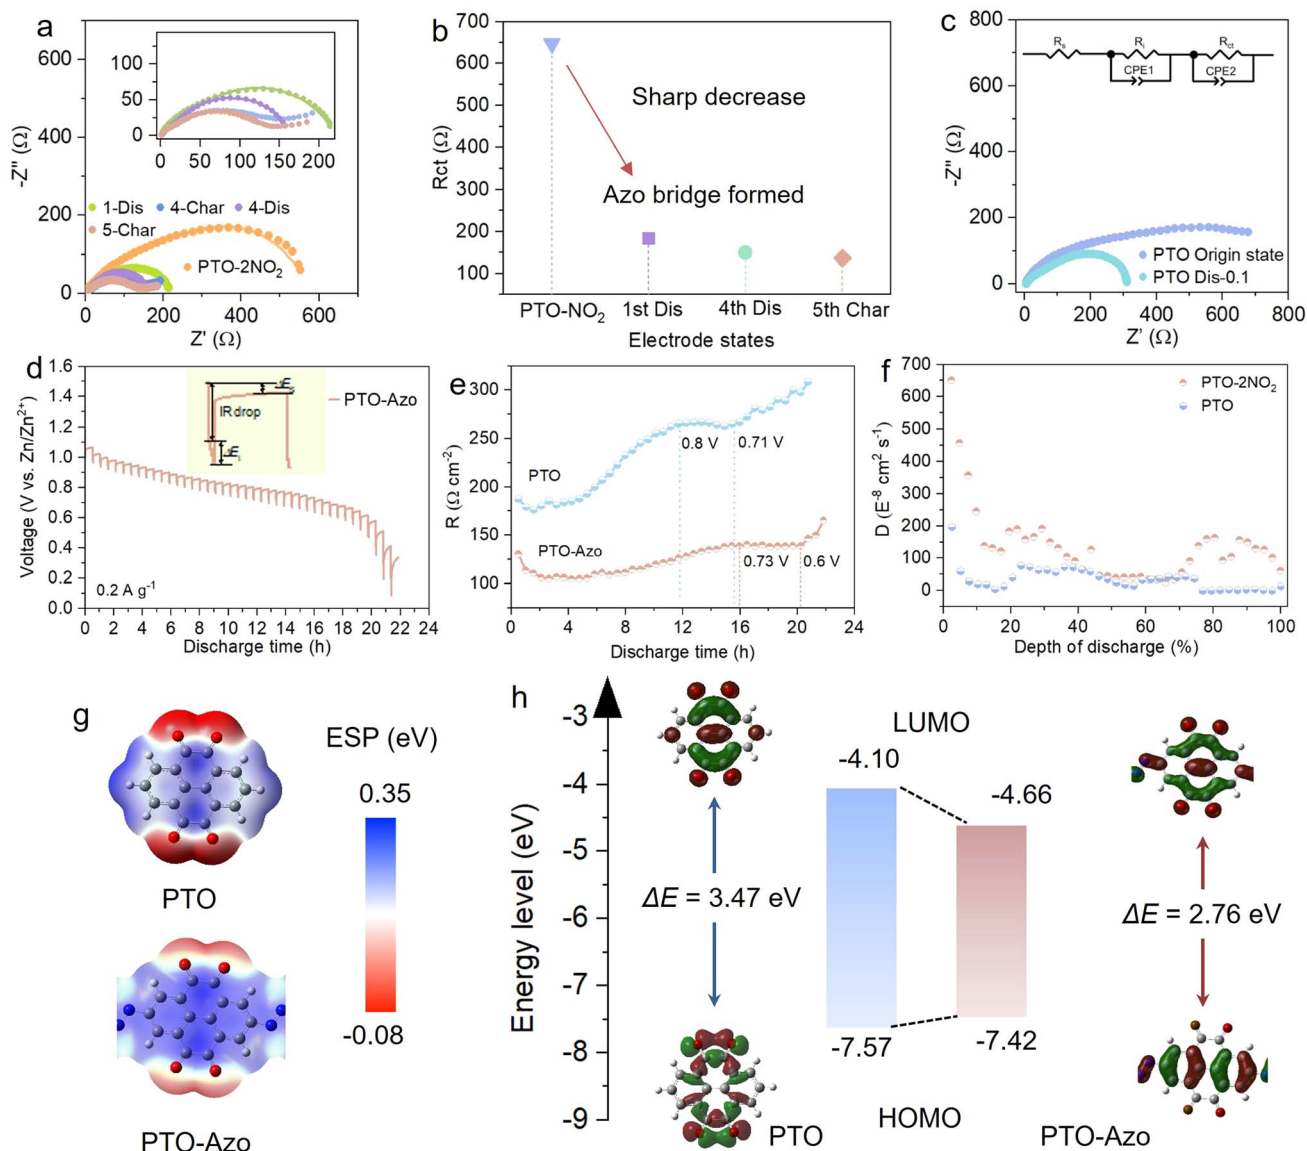 a
600
400
200
0
-Z" (Ω)
100
50
0
0 50 100 150 200
1-Dis 4-Char 4-Dis
5-Char
PTO-2NO₂
0 200 400 600
Z' (Ω)
b
700
600
500
400
300
200
100
Rct (Ω)
Sharp decrease
Azo bridge formed
PTO-NO₂ 1st Dis 4th Dis 5th Char
Electrode states
c
800
600
400
200
0
-Z" (Ω)
Rs Ri Rct
CPE1 CPE2
PTO Origin state
PTO Dis-0.1
0 200 400 600 800
Z' (Ω)
d
1.6
1.4
1.2
1.0
0.8
0.6
0.4
0.2
0.0
Voltage (V vs. Zn/Zn²⁺)
IR drop
PTO-Azo
0.2 A g⁻¹
0 2 4 6 8 10 12 14 16 18 20 22 24
Discharge time (h)
e
300
250
200
150
100
R (Ω cm⁻²)
0.8 V 0.71 V
PTO
PTO-Azo
0.73 V 0.6 V
0 4 8 12 16 20 24
Discharge time (h)
f
700
600
500
400
300
200
100
0
D (E⁻⁸ cm² s⁻¹)
PTO-2NO₂
PTO
0 20 40 60 80 100
Depth of discharge (%)
g
ESP (eV)
0.35
-0.08
PTO
PTO-Azo
h
-3
-4
-5
-6
-7
-8
-9
Energy level (eV)
LUMO
-4.10
-4.66
ΔE = 3.47 eV
ΔE = 2.76 eV
-7.57
-7.42
HOMO
PTO
PTO-Azo